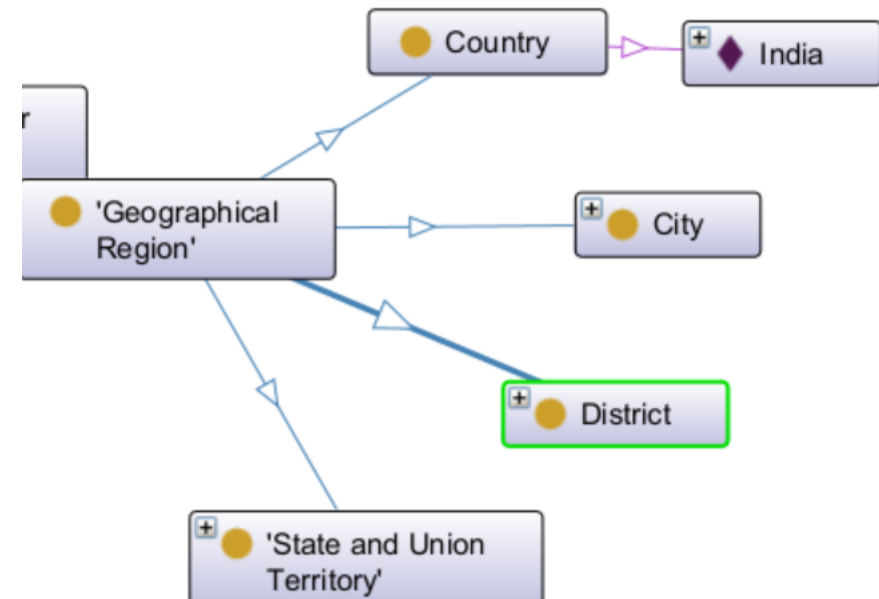 Country
India
r
'Geographical
Region'
City
District
'State and Union
Territory'